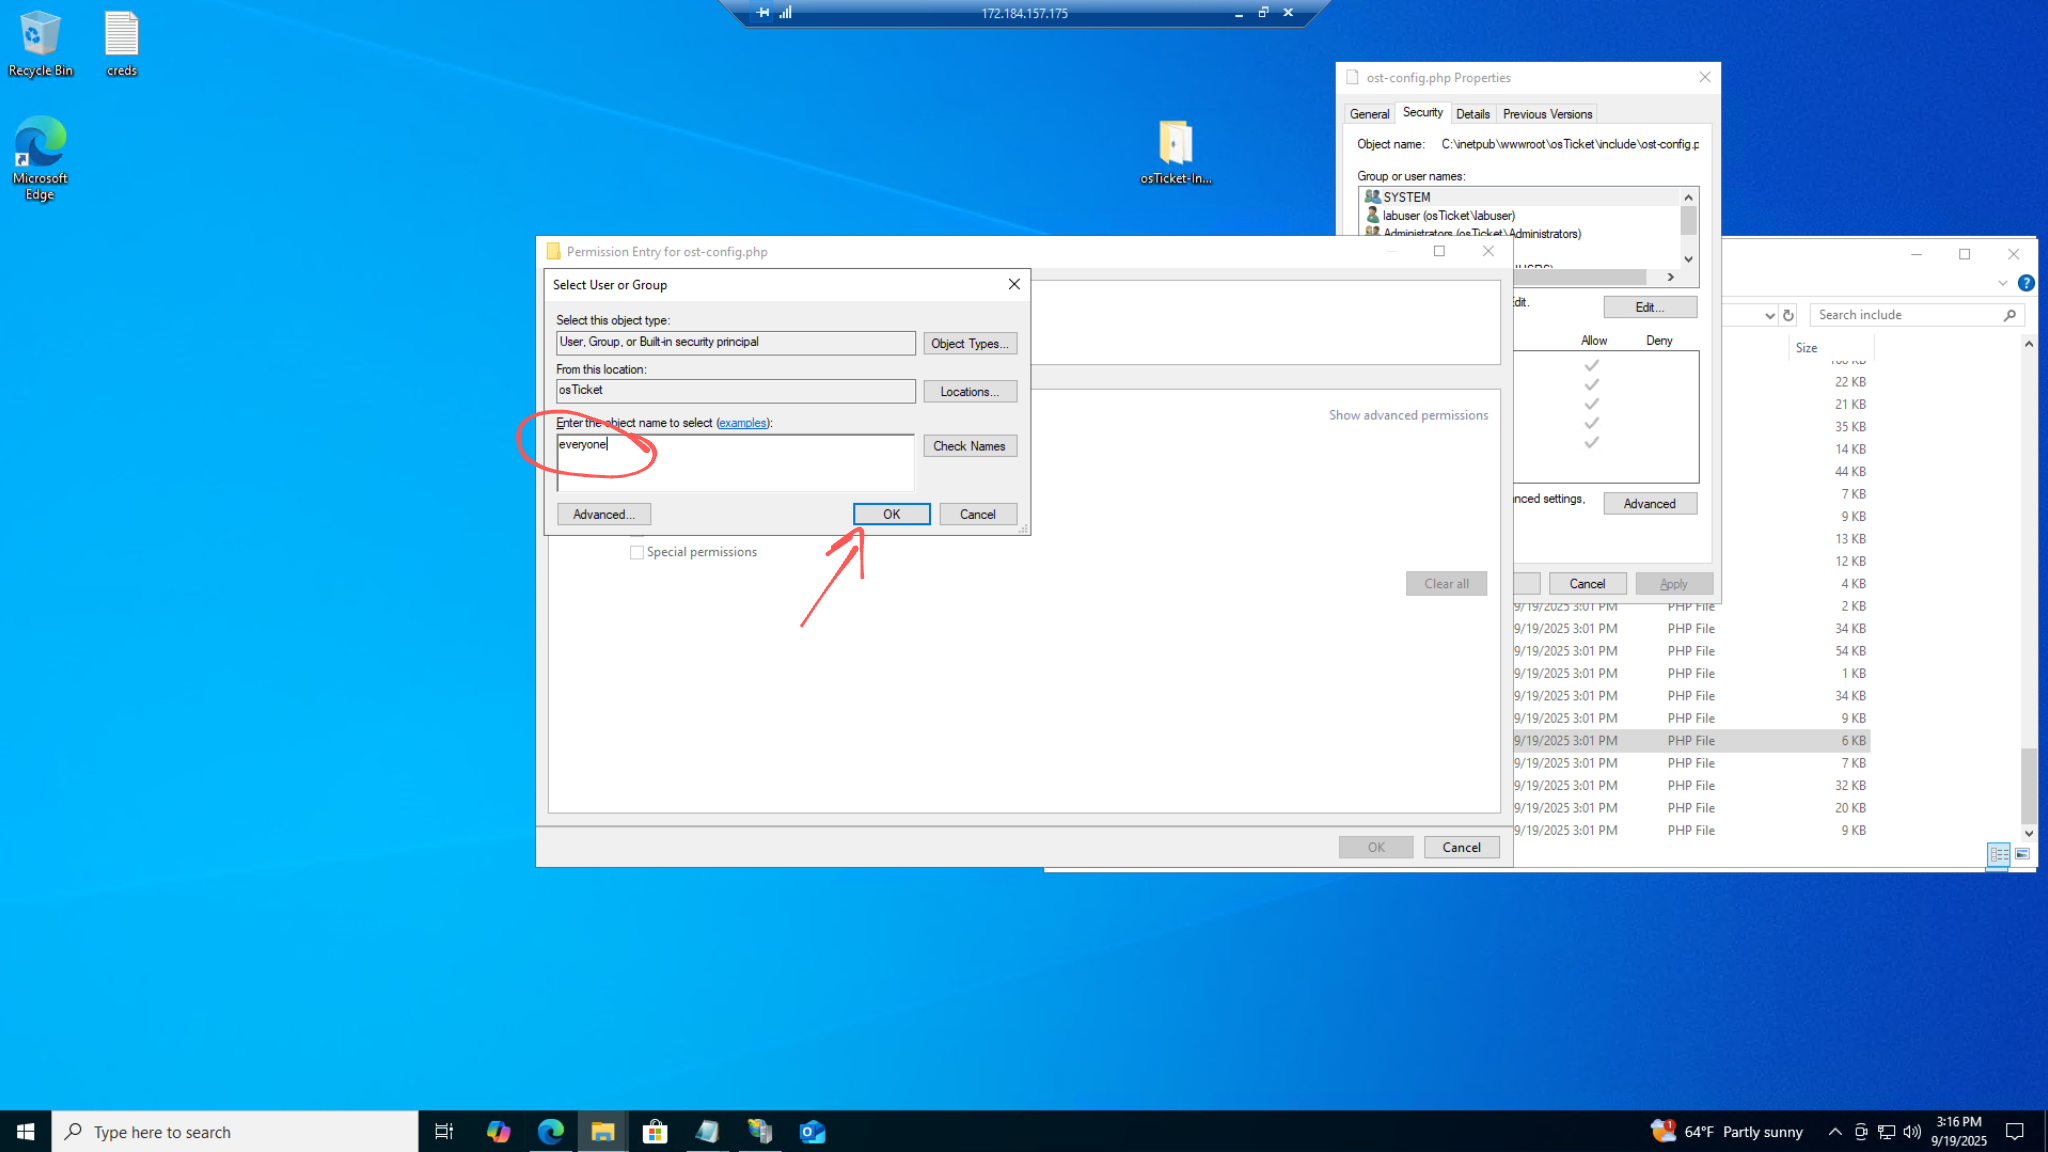 172.184.157.175
Recycle Bin
creds
Microsoft
Edge
osTicket-In...
ost-config.php Properties
General
Security
Details
Previous Versions
Object name:
C:\inetpub\wwwroot\osTicket\include\ost-config.p
Group or user names:
SYSTEM
labuser (osTicket\labuser)
Administrators (osTicket\Administrators)
Edit...
Allow
Deny
nced settings,
Advanced
Cancel
Apply
Permission Entry for ost-config.php
Select User or Group
Select this object type:
User, Group, or Built-in security principal
Object Types...
From this location:
osTicket
Locations...
Enter the object name to select (examples):
everyone
Check Names
Advanced...
OK
Cancel
Show advanced permissions
Special permissions
Clear all
OK
Cancel
Search include
Size
22 KB
21 KB
35 KB
14 KB
44 KB
7 KB
9 KB
13 KB
12 KB
4 KB
9/19/2025 3:01 PM PHP File 2 KB
9/19/2025 3:01 PM PHP File 34 KB
9/19/2025 3:01 PM PHP File 54 KB
9/19/2025 3:01 PM PHP File 1 KB
9/19/2025 3:01 PM PHP File 34 KB
9/19/2025 3:01 PM PHP File 9 KB
9/19/2025 3:01 PM PHP File 6 KB
9/19/2025 3:01 PM PHP File 7 KB
9/19/2025 3:01 PM PHP File 32 KB
9/19/2025 3:01 PM PHP File 20 KB
9/19/2025 3:01 PM PHP File 9 KB
Type here to search
1
64°F Partly sunny
3:16 PM
9/19/2025